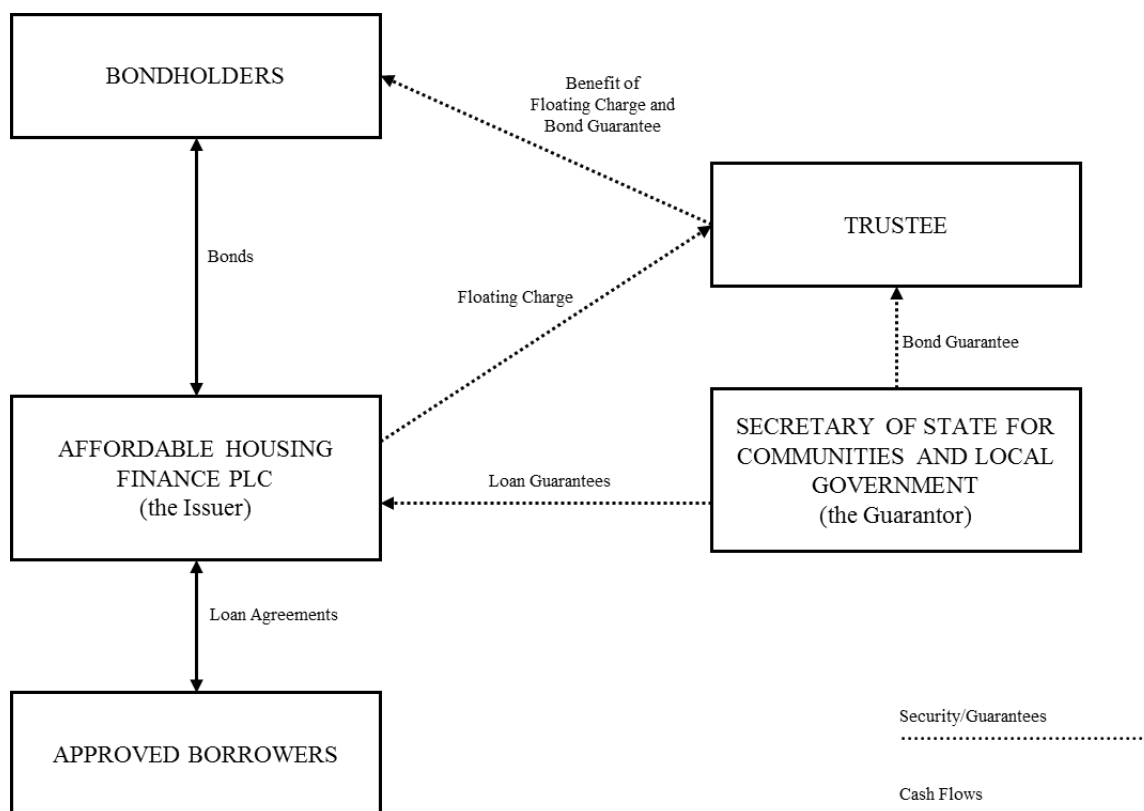 BONDHOLDERS
Benefit of
Floating Charge and
Bond Guarantee
TRUSTEE
Bonds
Floating Charge
Bond Guarantee
AFFORDABLE HOUSING
FINANCE PLC
(the Issuer)
SECRETARY OF STATE FOR
COMMUNITIES AND LOCAL
GOVERNMENT
(the Guarantor)
Loan Guarantees
Loan Agreements
APPROVED BORROWERS
Security/Guarantees
Cash Flows